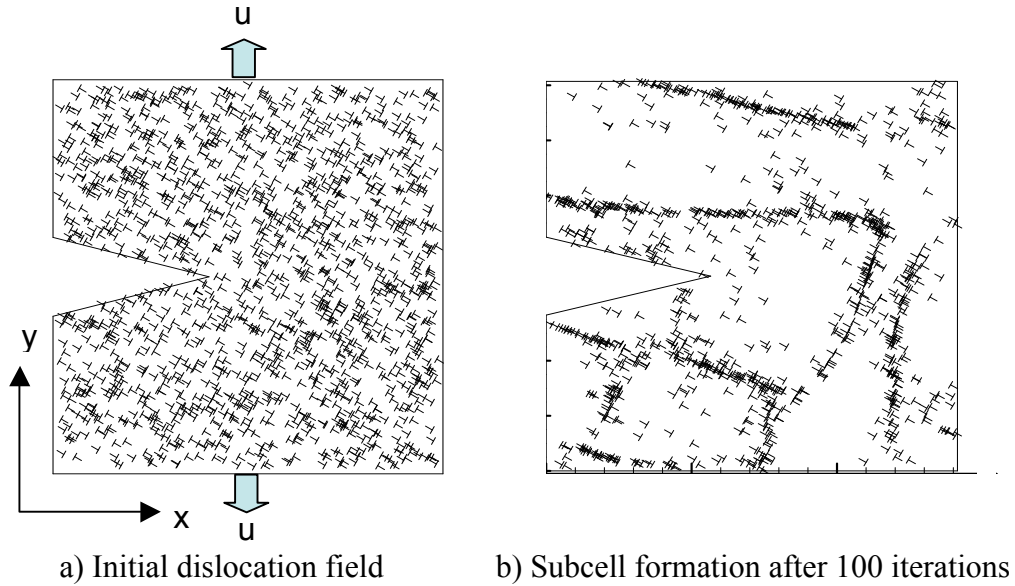 u
y
x
u
a) Initial dislocation field
b) Subcell formation after 100 iterations